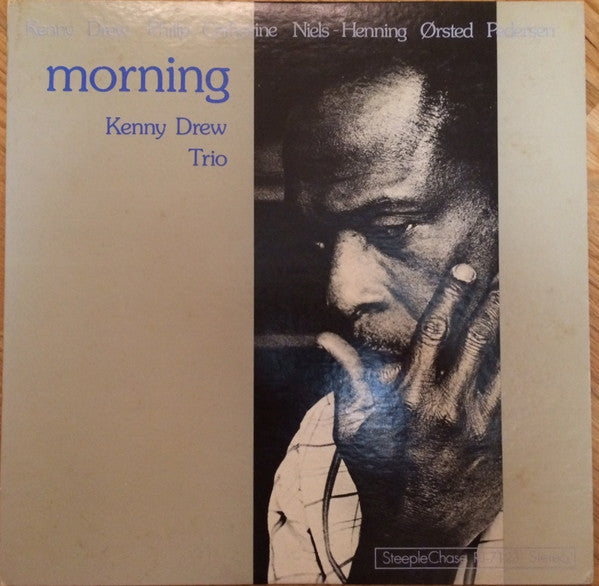 Kenny Drew Philip Catherine Niels-Henning Ørsted Pedersen
morning
Kenny Drew
Trio
SteepleChase Stereo